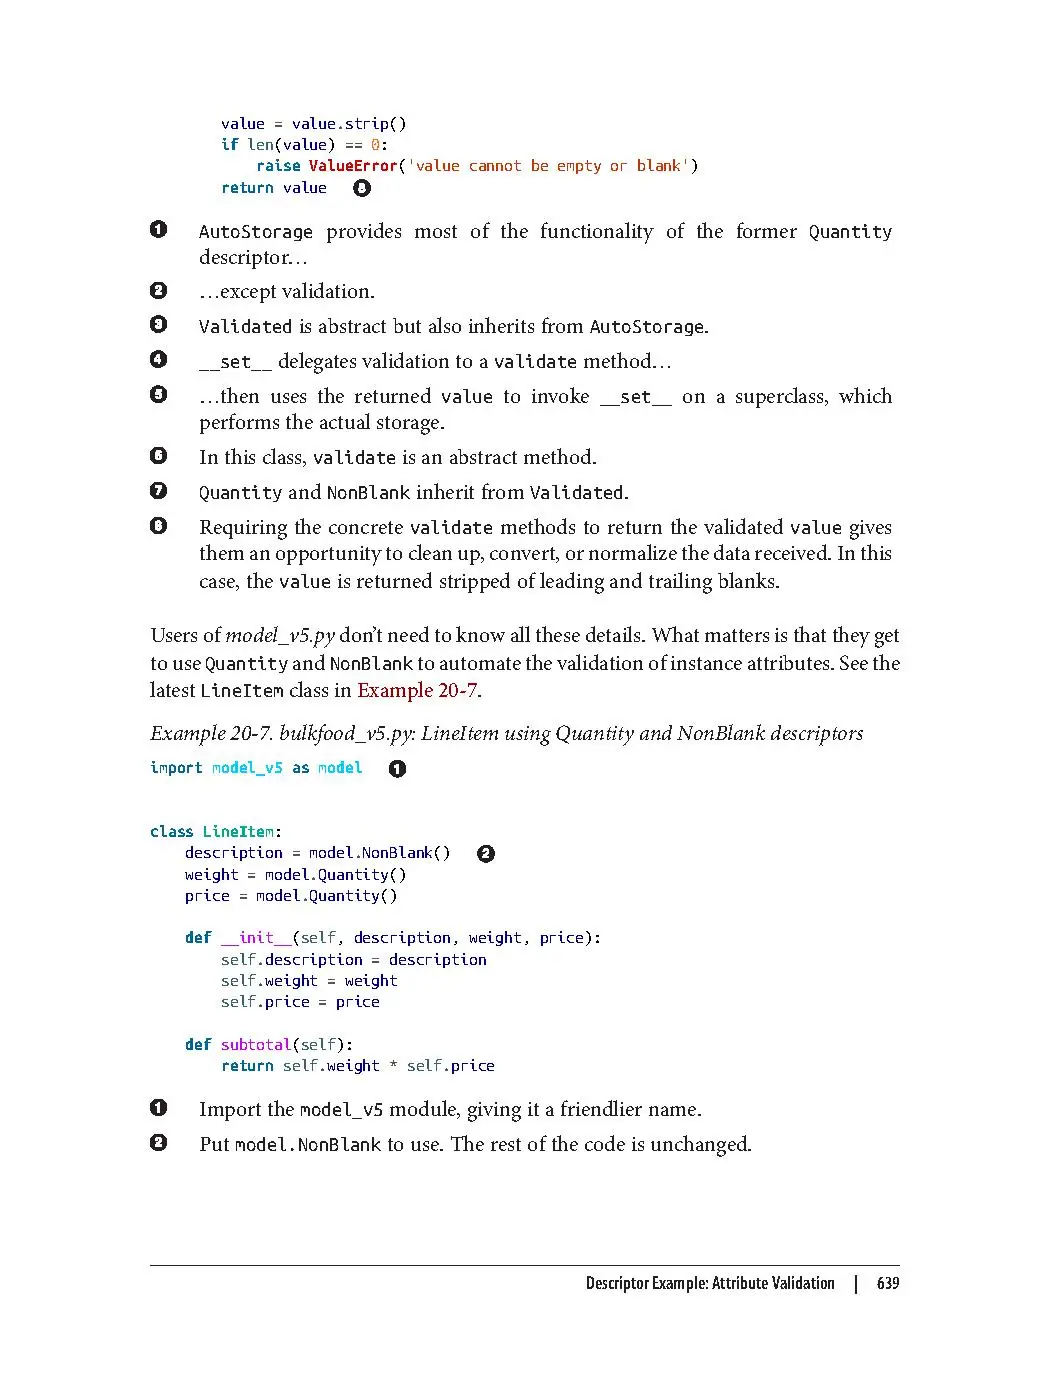 value = value.strip()
if len(value) == 0:
raise ValueError('value cannot be empty or blank')
return value ❽
❶ AutoStorage provides most of the functionality of the former Quantity
descriptor…
❷ …except validation.
❸ Validated is abstract but also inherits from AutoStorage.
❹ __set__ delegates validation to a validate method…
❺ …then uses the returned value to invoke __set__ on a superclass, which
performs the actual storage.
❻ In this class, validate is an abstract method.
❼ Quantity and NonBlank inherit from Validated.
❽ Requiring the concrete validate methods to return the validated value gives
them an opportunity to clean up, convert, or normalize the data received. In this
case, the value is returned stripped of leading and trailing blanks.
Users of model_v5.py don’t need to know all these details. What matters is that they get
to use Quantity and NonBlank to automate the validation of instance attributes. See the
latest LineItem class in Example 20-7.
Example 20-7. bulkfood_v5.py: LineItem using Quantity and NonBlank descriptors
import model_v5 as model ❶
class LineItem:
description = model.NonBlank() ❷
weight = model.Quantity()
price = model.Quantity()
def __init__(self, description, weight, price):
self.description = description
self.weight = weight
self.price = price
def subtotal(self):
return self.weight * self.price
❶ Import the model_v5 module, giving it a friendlier name.
❷ Put model.NonBlank to use. The rest of the code is unchanged.
Descriptor Example: Attribute Validation | 639